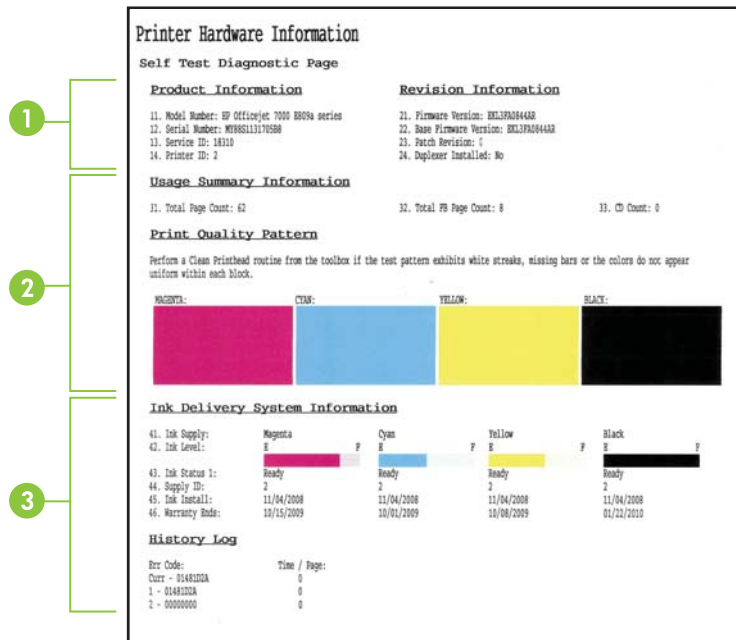 Printer Hardware Information
Self Test Diagnostic Page
1
Product Information
11. Model Number: HP Officejet 7000 E809a series
12. Serial Number: MY88S1131705B8
13. Service ID: 18310
14. Printer ID: 2
Revision Information
21. Firmware Version: EKL3FA0844AR
22. Base Firmware Version: EKL3FA0844AR
23. Patch Revision: 0
24. Duplexer Installed: No
2
Usage Summary Information
31. Total Page Count: 62 32. Total FB Page Count: 8 33. CD Count: 0
Print Quality Pattern
Perform a Clean Printhead routine from the toolbox if the test pattern exhibits white streaks, missing bars or the colors do not appear
uniform within each block.
MAGENTA: CYAN: YELLOW: BLACK:
3
Ink Delivery System Information
41. Ink Supply: Magenta Cyan Yellow Black
42. Ink Level: E F E F E F E F
43. Ink Status 1: Ready Ready Ready Ready
44. Supply ID: 2 2 2 2
45. Ink Install: 11/04/2008 11/04/2008 11/04/2008 11/04/2008
46. Warranty Ends: 10/15/2009 10/01/2009 10/08/2009 01/22/2010
History Log
Err Code: Time / Page:
Curr - 01481D2A 0
1 - 01481D2A 0
2 - 00000000 0